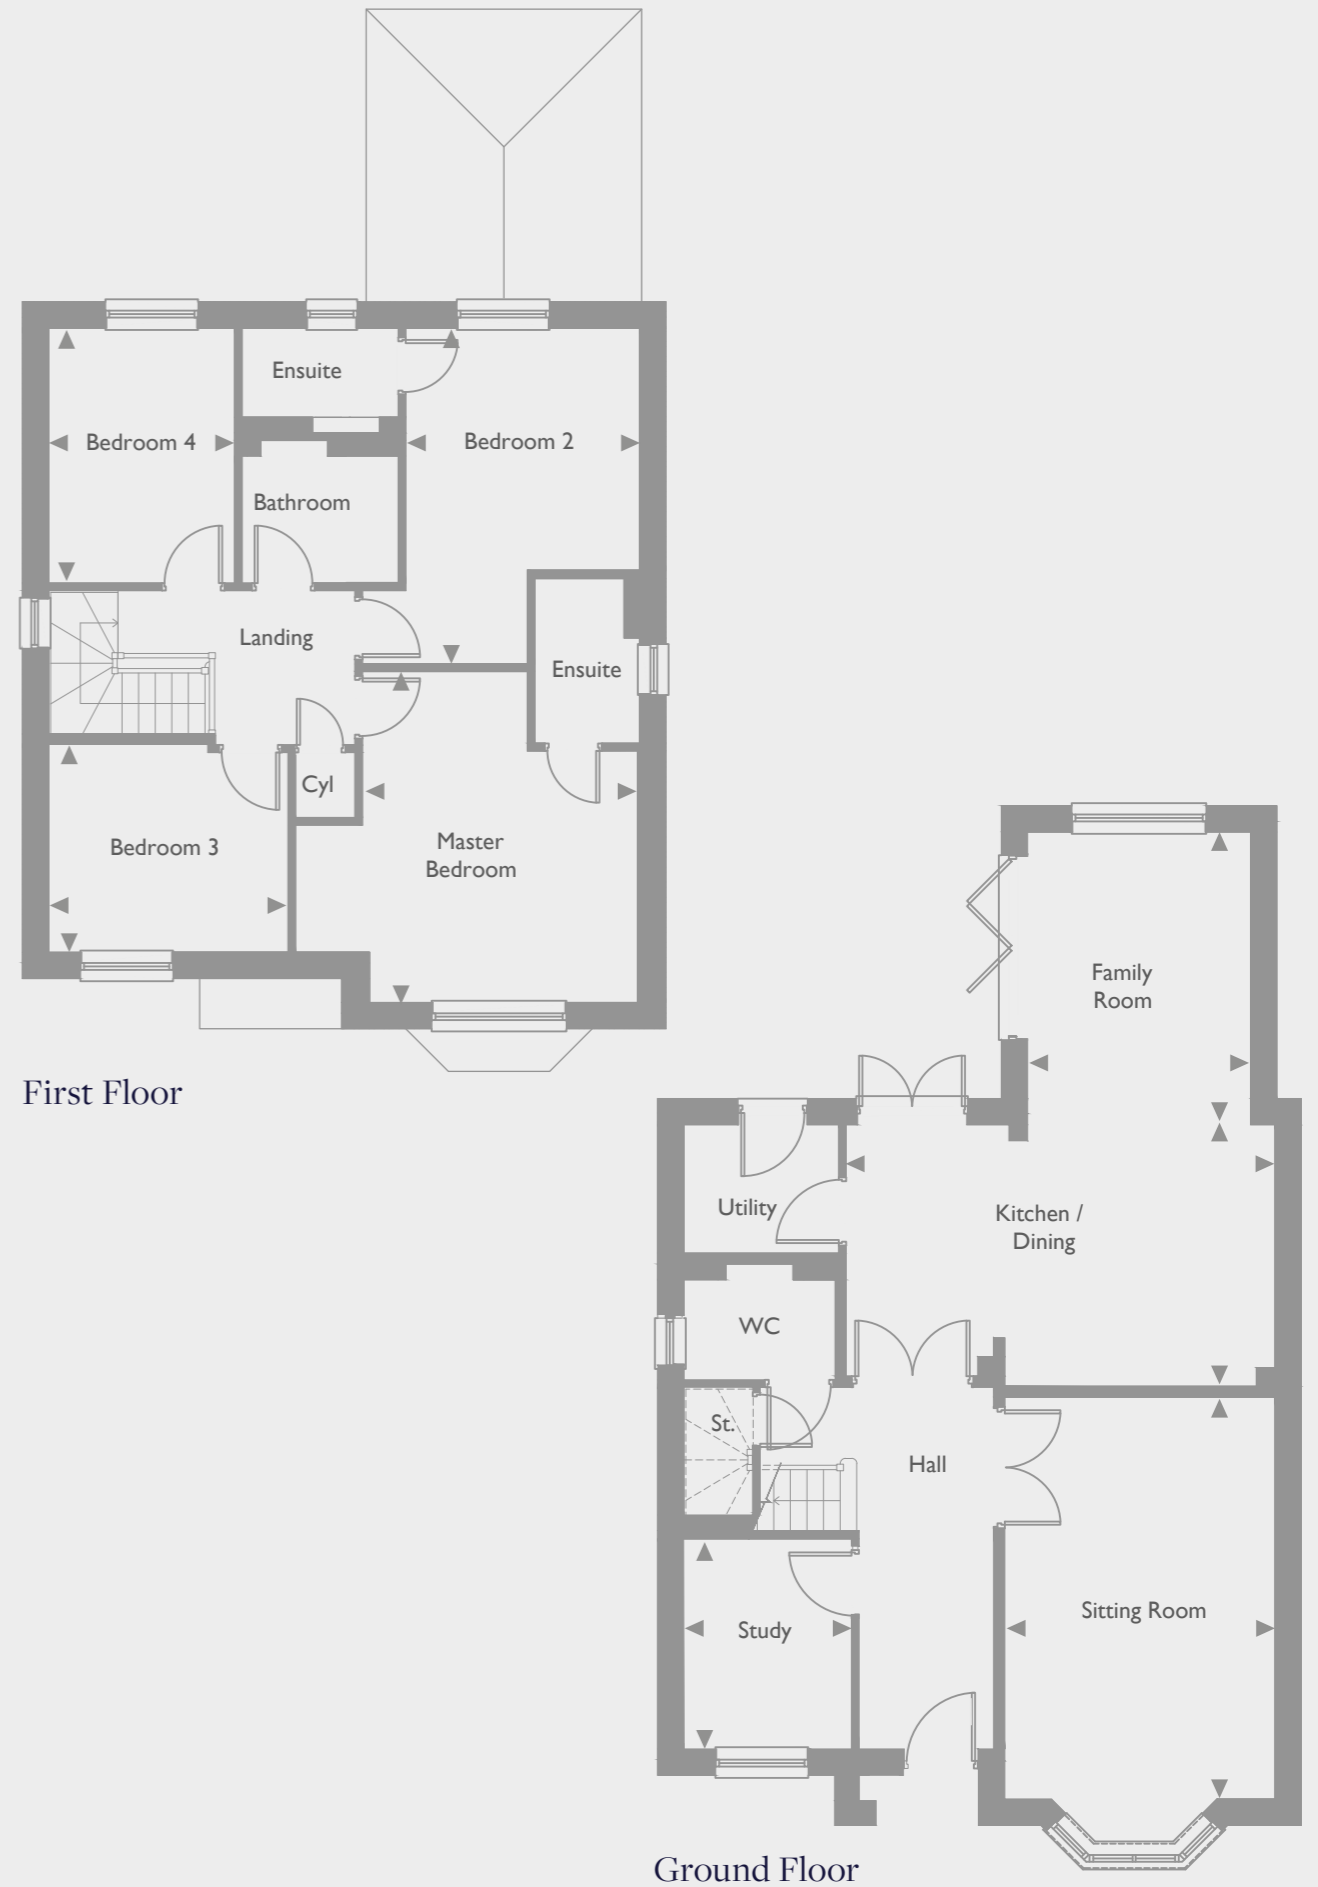 Ensuite
Bedroom 4
Bedroom 2
Bathroom
Landing
Ensuite
Cyl
Bedroom 3
Master
Bedroom
First Floor
Family
Room
Utility
Kitchen /
Dining
WC
St.
Hall
Study
Sitting Room
Ground Floor